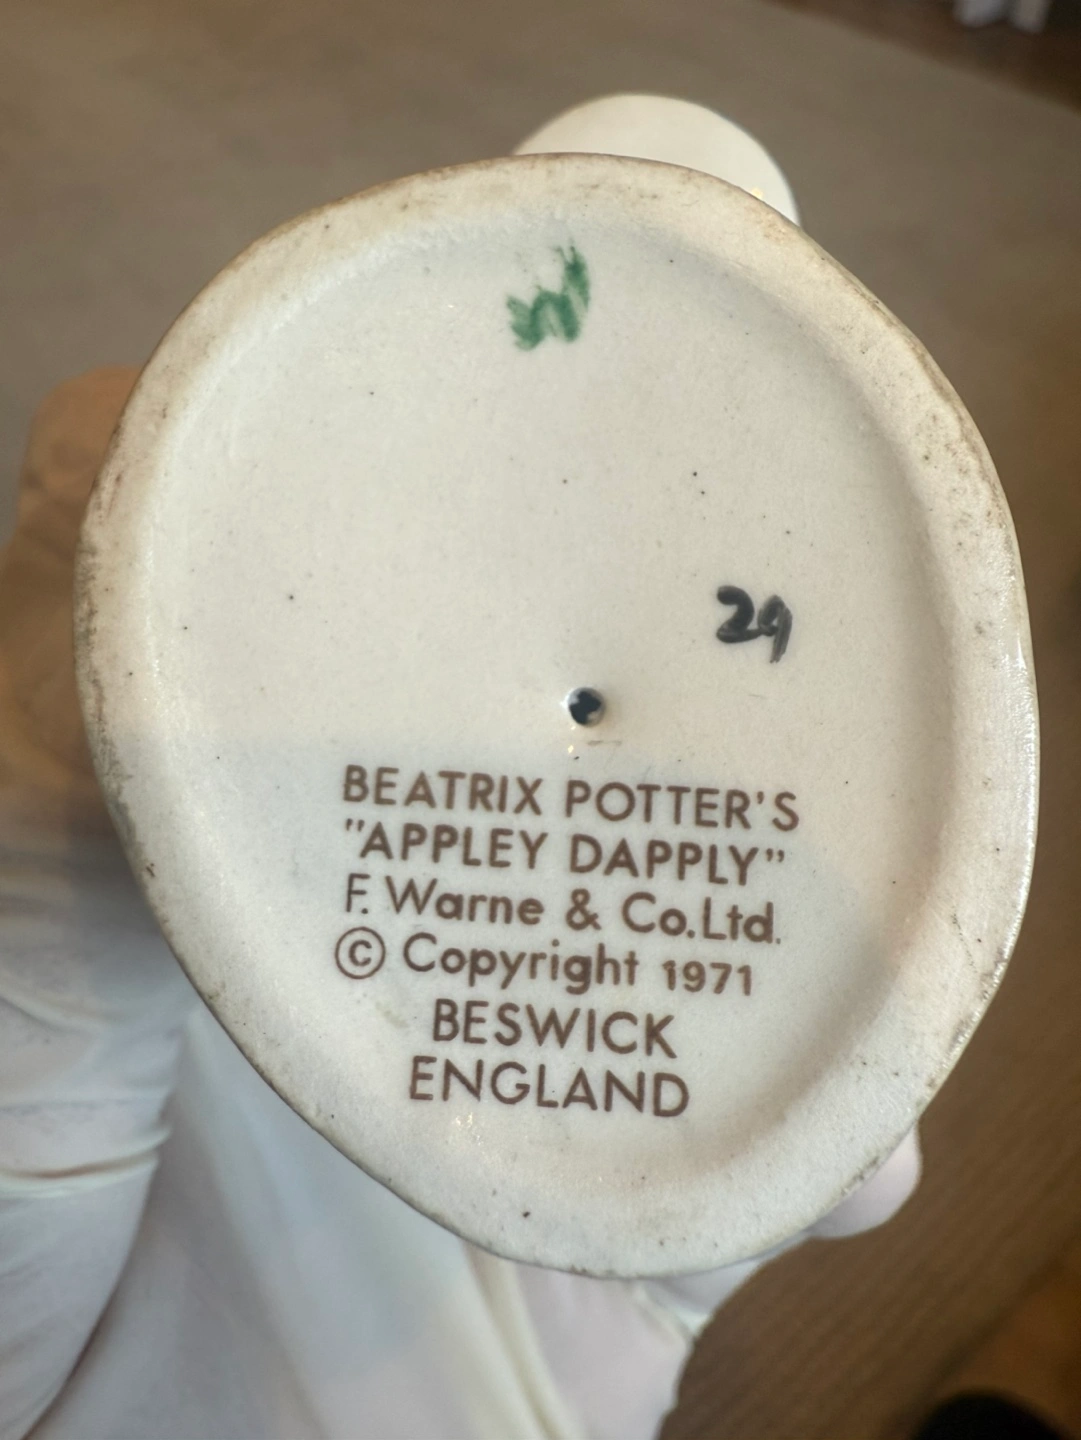 29
BEATRIX POTTER'S
"APPLEY DAPPLY"
F. Warne & Co.Ltd.
© Copyright 1971
BESWICK
ENGLAND